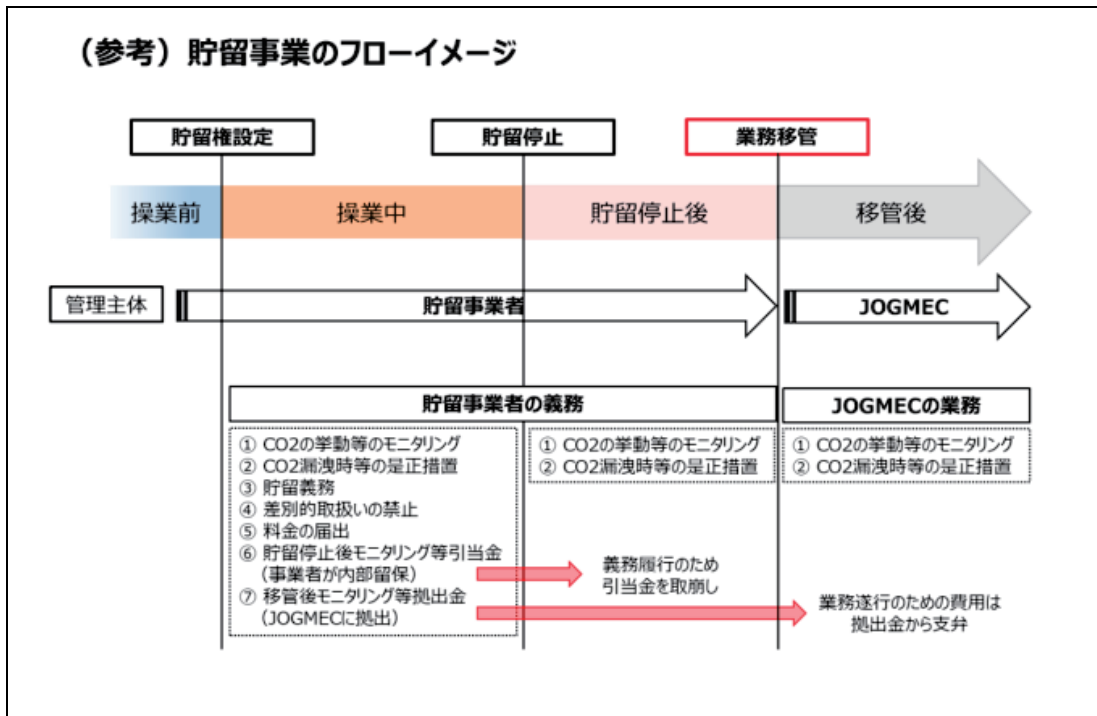 （参考）貯留事業のフローイメージ
貯留権設定
貯留停止
業務移管
操業前
操業中
貯留停止後
移管後
管理主体
貯留事業者
JOGMEC
貯留事業者の義務
JOGMECの業務
① CO2の挙動等のモニタリング
② CO2漏洩時等の是正措置
③ 貯留義務
④ 差別的取扱いの禁止
⑤ 料金の届出
⑥ 貯留停止後モニタリング等引当金
（事業者が内部留保）
⑦ 移管後モニタリング等拠出金
（JOGMECに拠出）
① CO2の挙動等のモニタリング
② CO2漏洩時等の是正措置
① CO2の挙動等のモニタリング
② CO2漏洩時等の是正措置
義務履行のため
引当金を取崩し
業務遂行のための費用は
拠出金から支弁